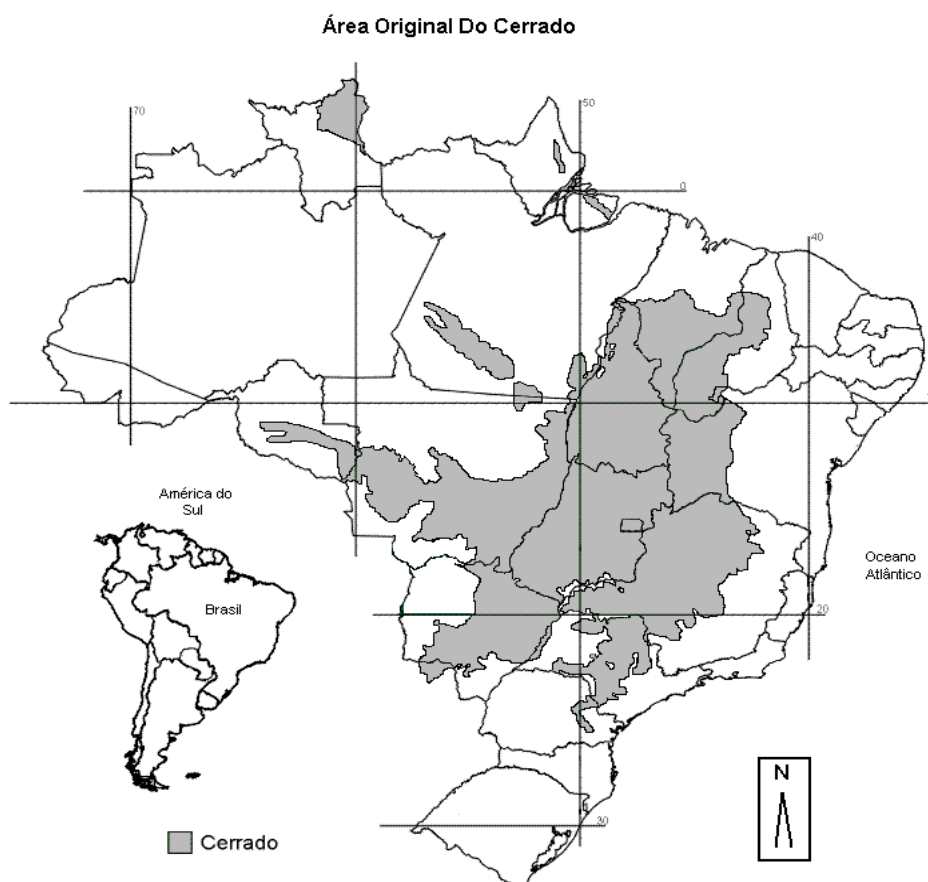 Área Original Do Cerrado
70
50
0
40
América do
Sul
Brasil
Oceano
Atlântico
20
N
Cerrado
30